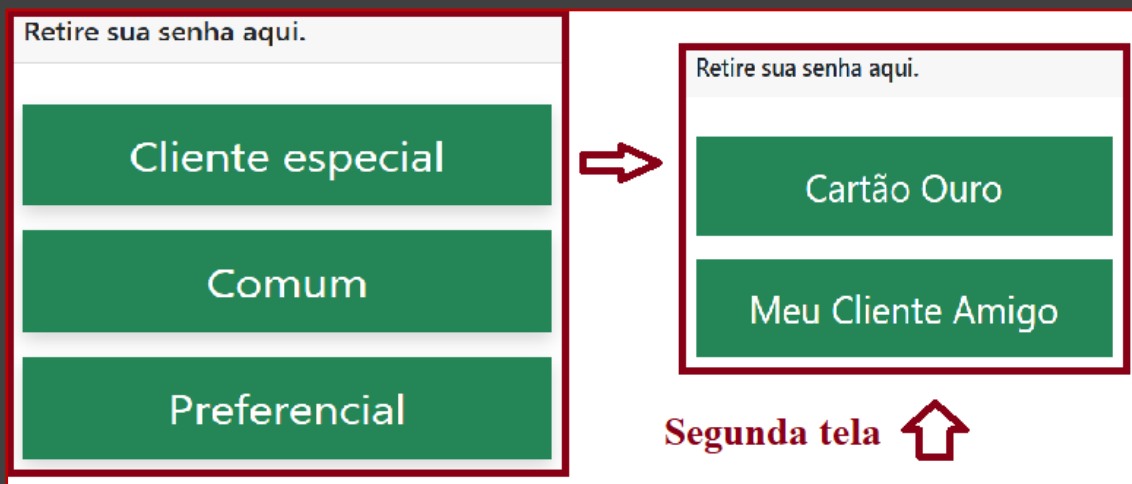 Retire sua senha aqui.
Cliente especial
Comum
Preferencial
Retire sua senha aqui.
Cartão Ouro
Meu Cliente Amigo
Segunda tela